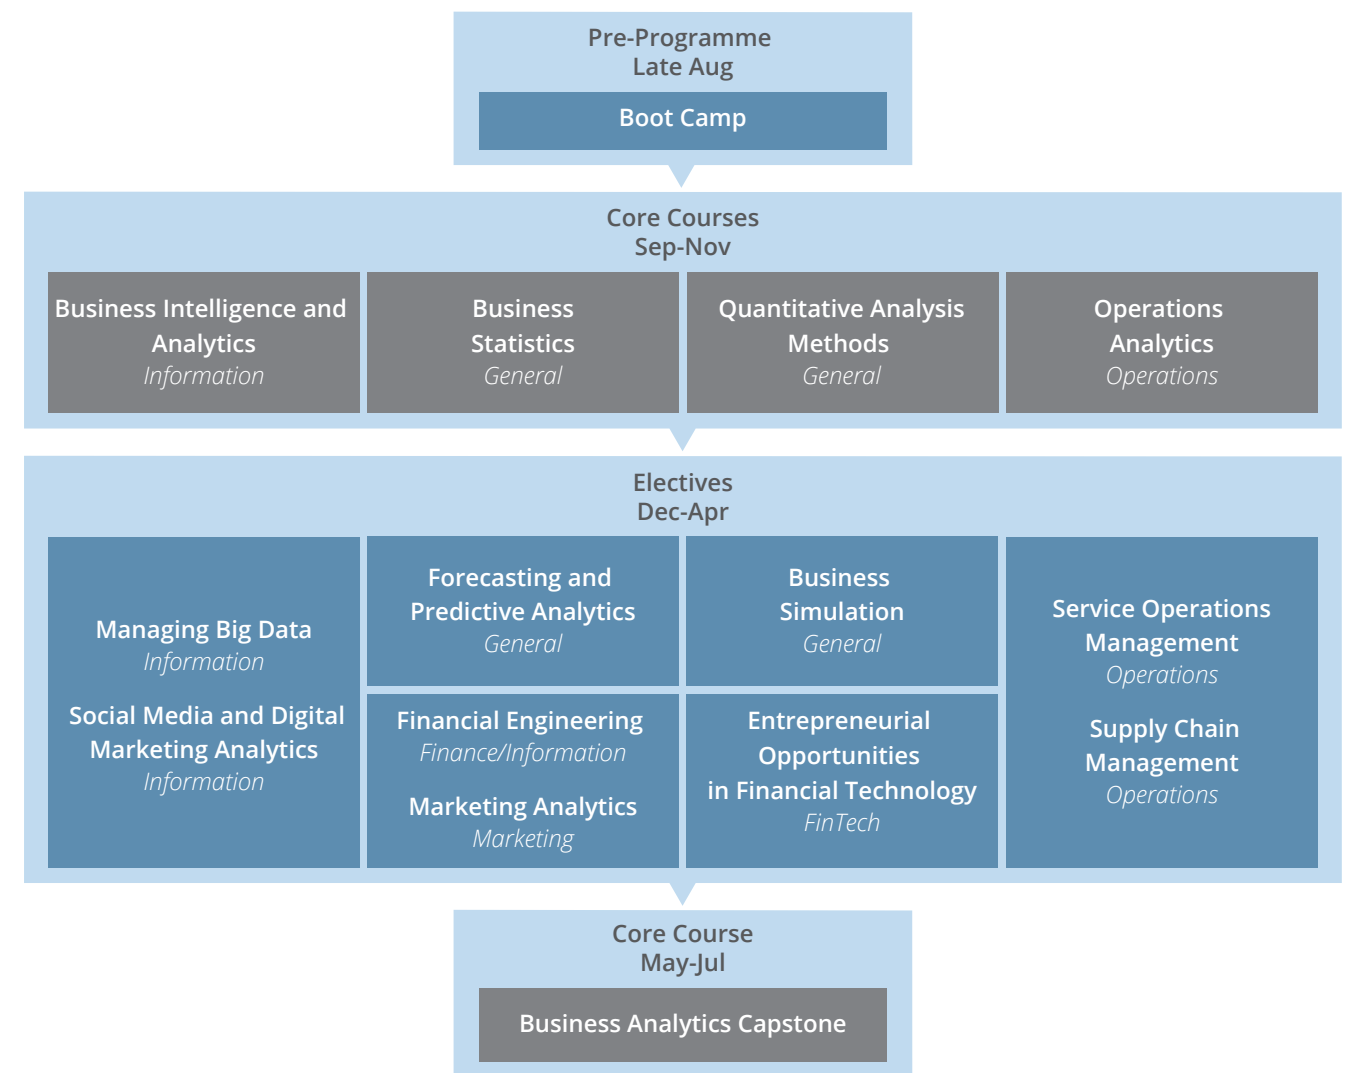 Pre-Programme
Late Aug
Boot Camp
Core Courses
Sep-Nov
Business Intelligence and
Analytics
Information
Business
Statistics
General
Quantitative Analysis
Methods
General
Operations
Analytics
Operations
Electives
Dec-Apr
Managing Big Data
Information
Social Media and Digital
Marketing Analytics
Information
Forecasting and
Predictive Analytics
General
Financial Engineering
Finance/Information
Marketing Analytics
Marketing
Business
Simulation
General
Entrepreneurial
Opportunities
in Financial Technology
FinTech
Service Operations
Management
Operations
Supply Chain
Management
Operations
Core Course
May-Jul
Business Analytics Capstone